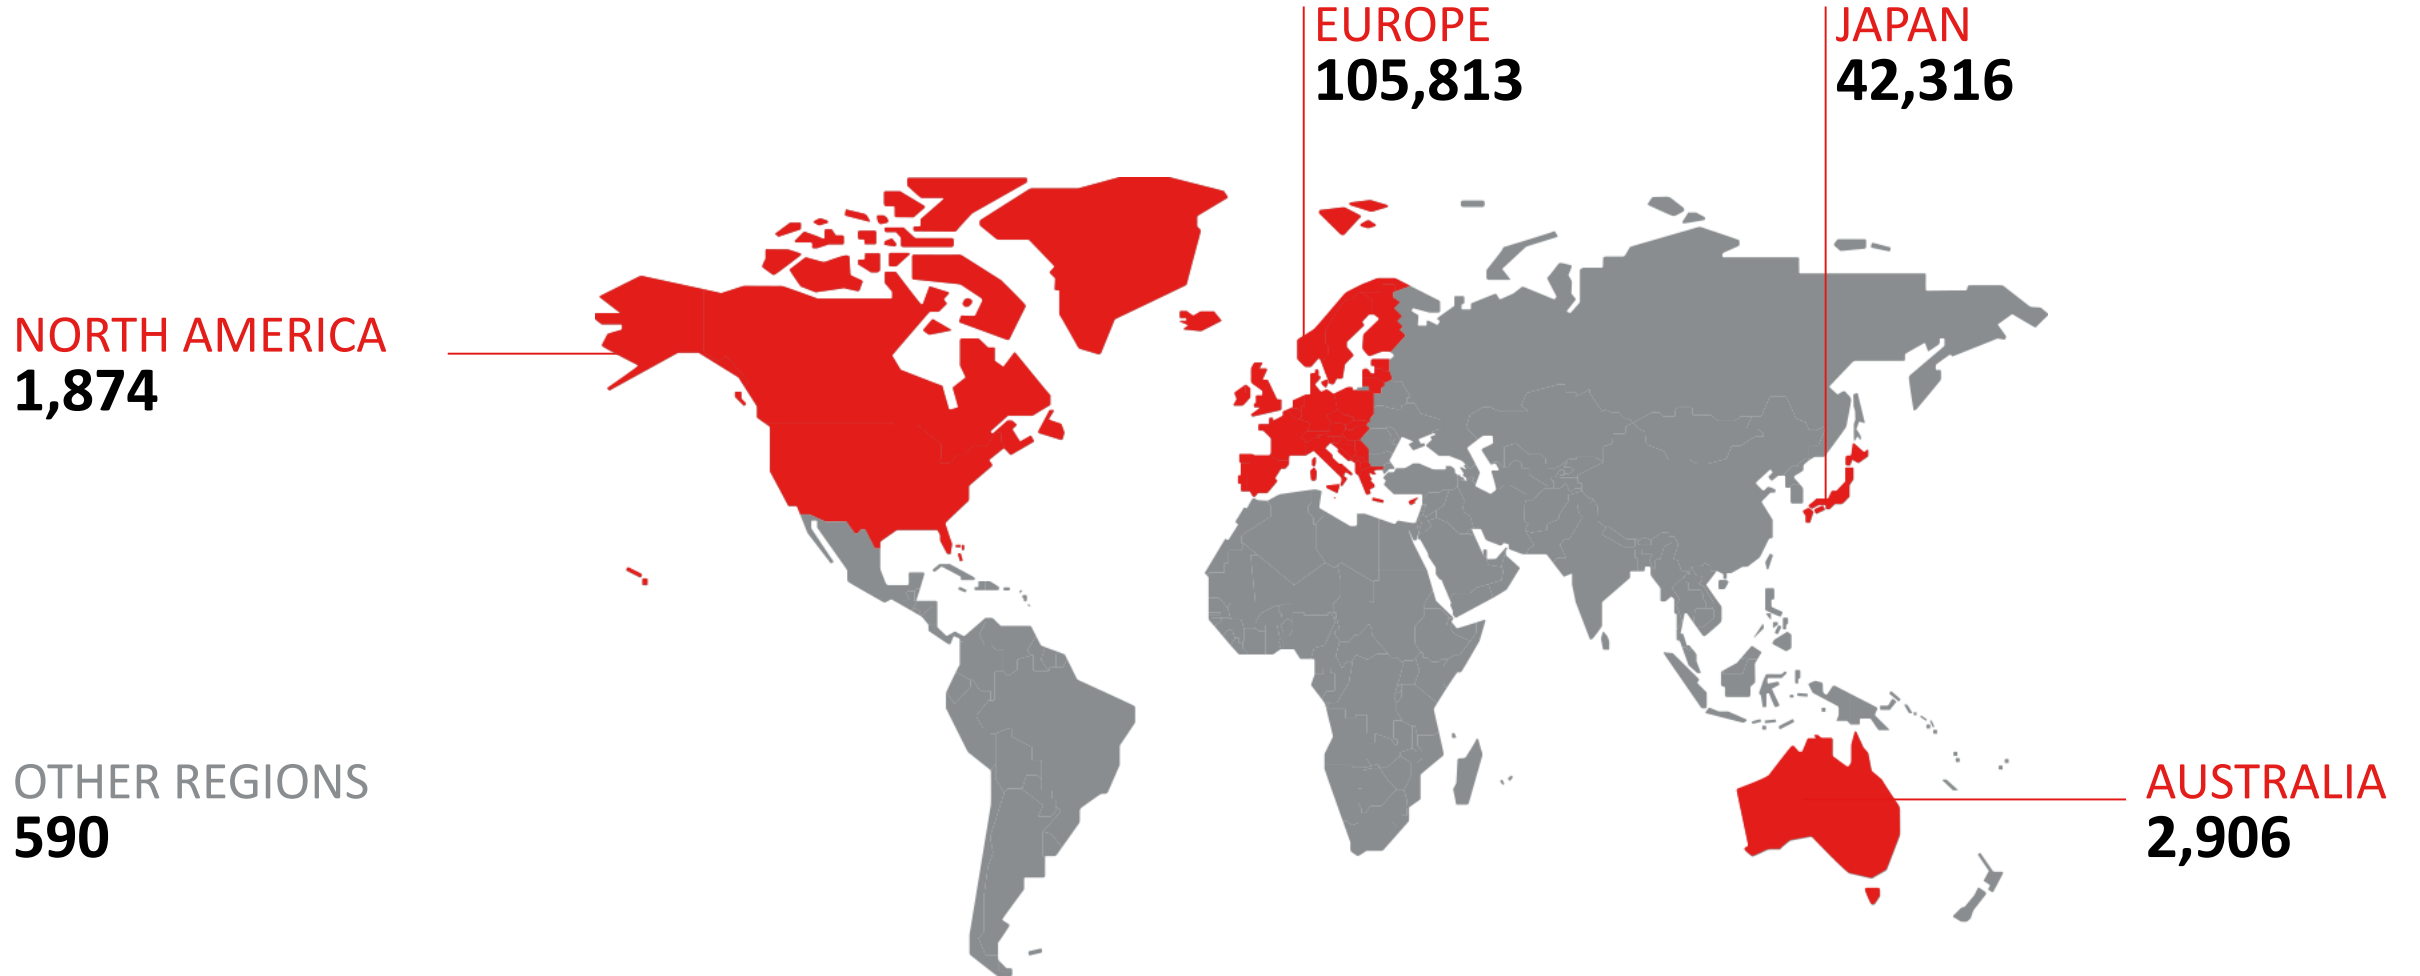 EUROPE
105,813
JAPAN
42,316
NORTH AMERICA
1,874
OTHER REGIONS
590
AUSTRALIA
2,906